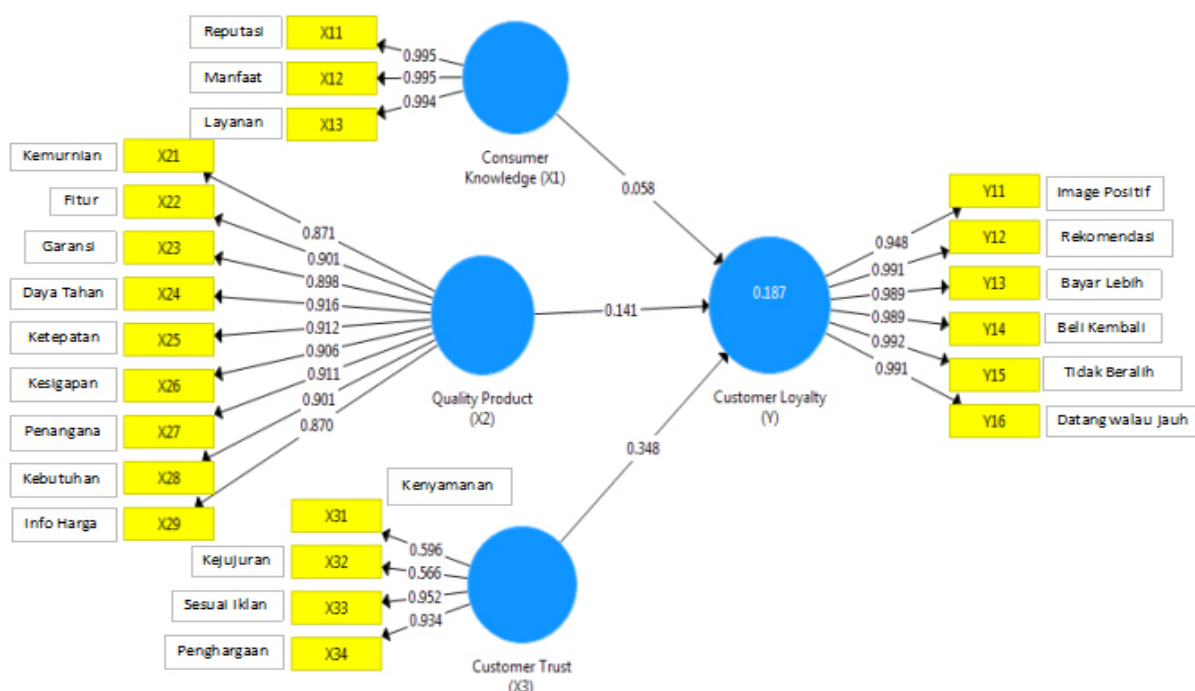 Reputasi
X11
0.995
Manfaat
X12
0.995
Layanan
X13
0.994
Consumer
Knowledge (X1)
0.058
Kemurnian
X21
0.871
Fitur
X22
0.901
Garansi
X23
0.898
Daya Tahan
X24
0.916
Ketepatan
X25
0.912
Kesigapan
X26
0.906
Penangana
X27
0.911
Kebutuhan
X28
0.901
Info Harga
X29
0.870
Quality Product
(X2)
0.141
Kenyamanan
X31
0.596
Kejujuran
X32
0.566
Sesuai Iklan
X33
0.952
Penghargaan
X34
0.934
Customer Trust
(X3)
0.348
0.187
Customer Loyalty
(Y)
0.948
Y11
Image Positif
0.991
Y12
Rekomendasi
0.989
Y13
Bayar Lebih
0.989
Y14
Beli Kembali
0.992
Y15
Tidak Beralih
0.991
Y16
Datang walau Jauh